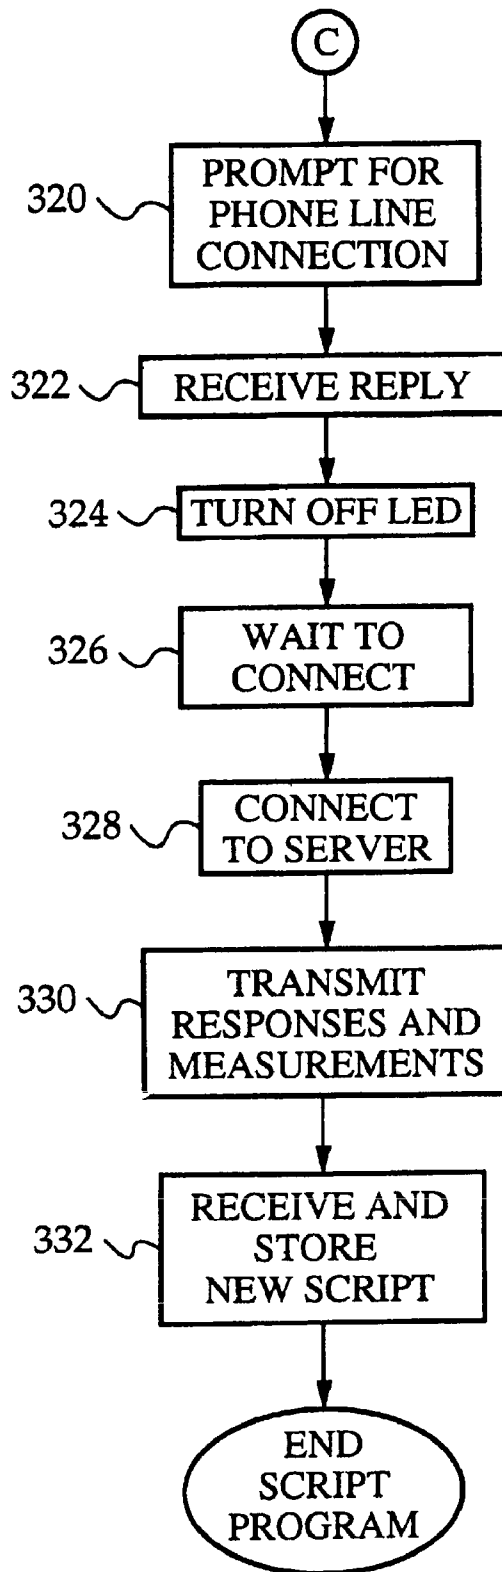 C
320
PROMPT FOR
PHONE LINE
CONNECTION
322
RECEIVE REPLY
324
TURN OFF LED
326
WAIT TO
CONNECT
328
CONNECT
TO SERVER
330
TRANSMIT
RESPONSES AND
MEASUREMENTS
332
RECEIVE AND
STORE
NEW SCRIPT
END
SCRIPT
PROGRAM